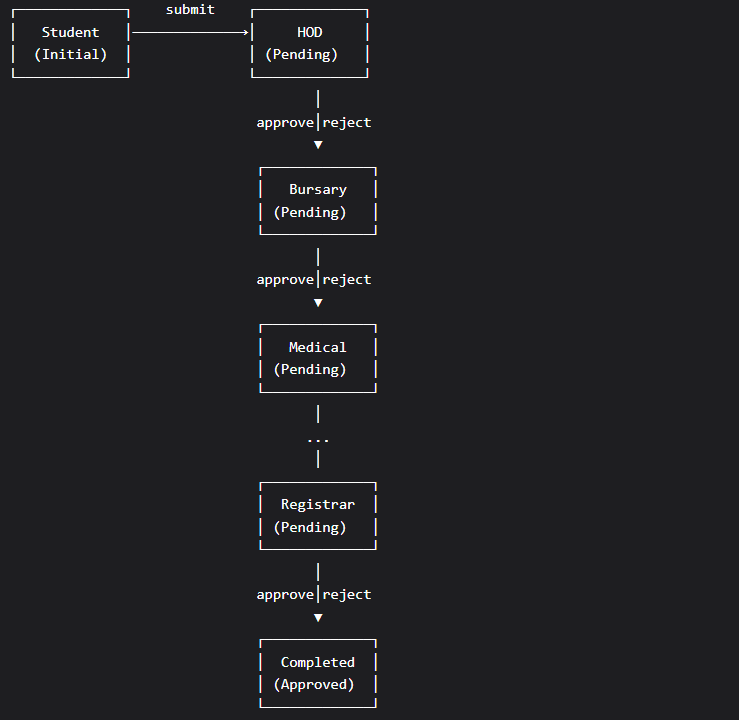 submit
Student HOD
(Initial) (Pending)
approve|reject
▼
Bursary
(Pending)
approve|reject
▼
Medical
(Pending)
...
Registrar
(Pending)
approve|reject
▼
Completed
(Approved)